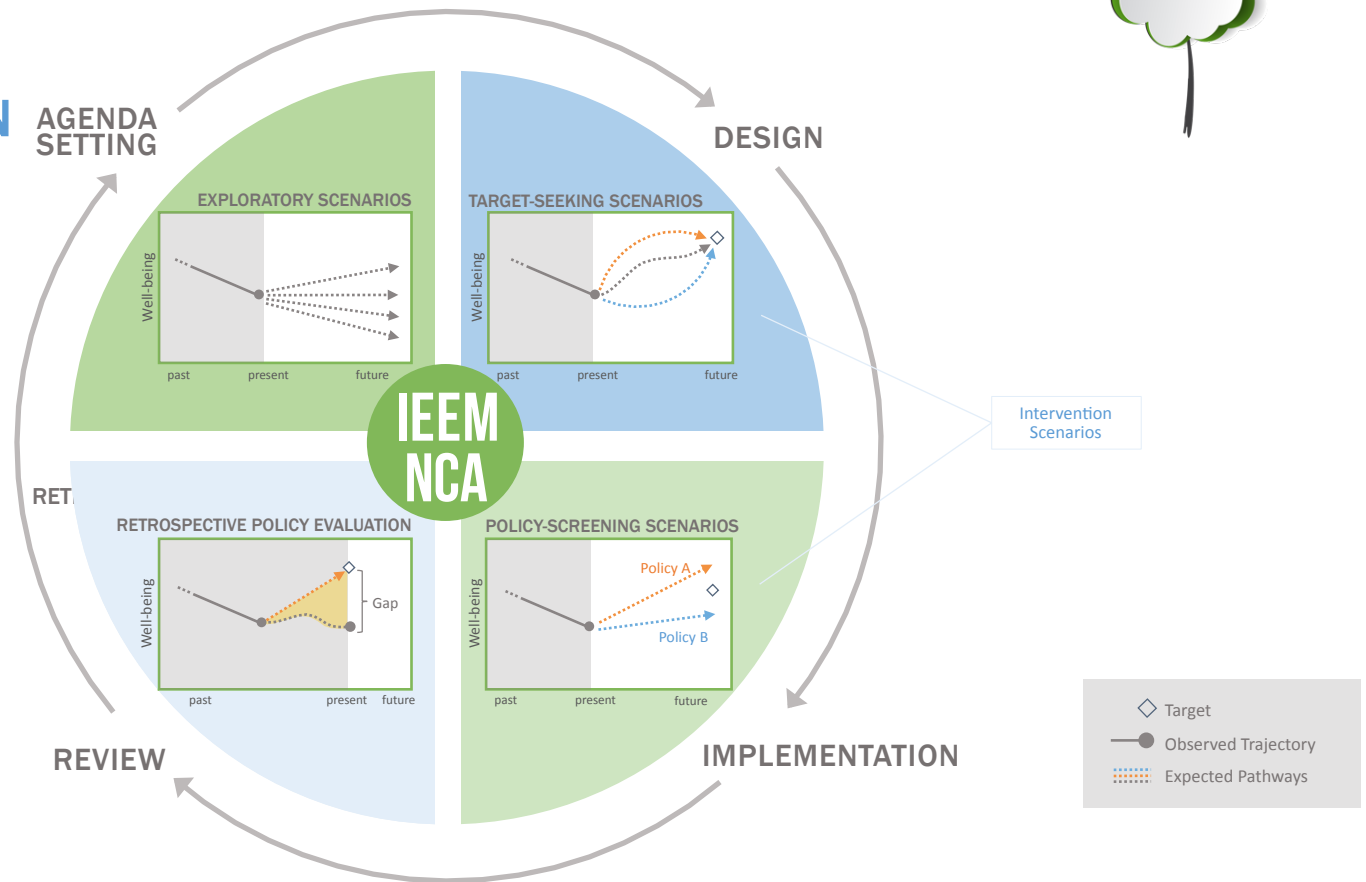 N
AGENDA
SETTING
DESIGN
EXPLORATORY SCENARIOS
Well-being
past present future
TARGET-SEEKING SCENARIOS
Well-being
past present future
IEEM
NCA
Intervention
Scenarios
RET
RETROSPECTIVE POLICY EVALUATION
Well-being
Gap
past present future
POLICY-SCREENING SCENARIOS
Well-being
Policy A
Policy B
past present future
REVIEW
IMPLEMENTATION
Target
Observed Trajectory
Expected Pathways